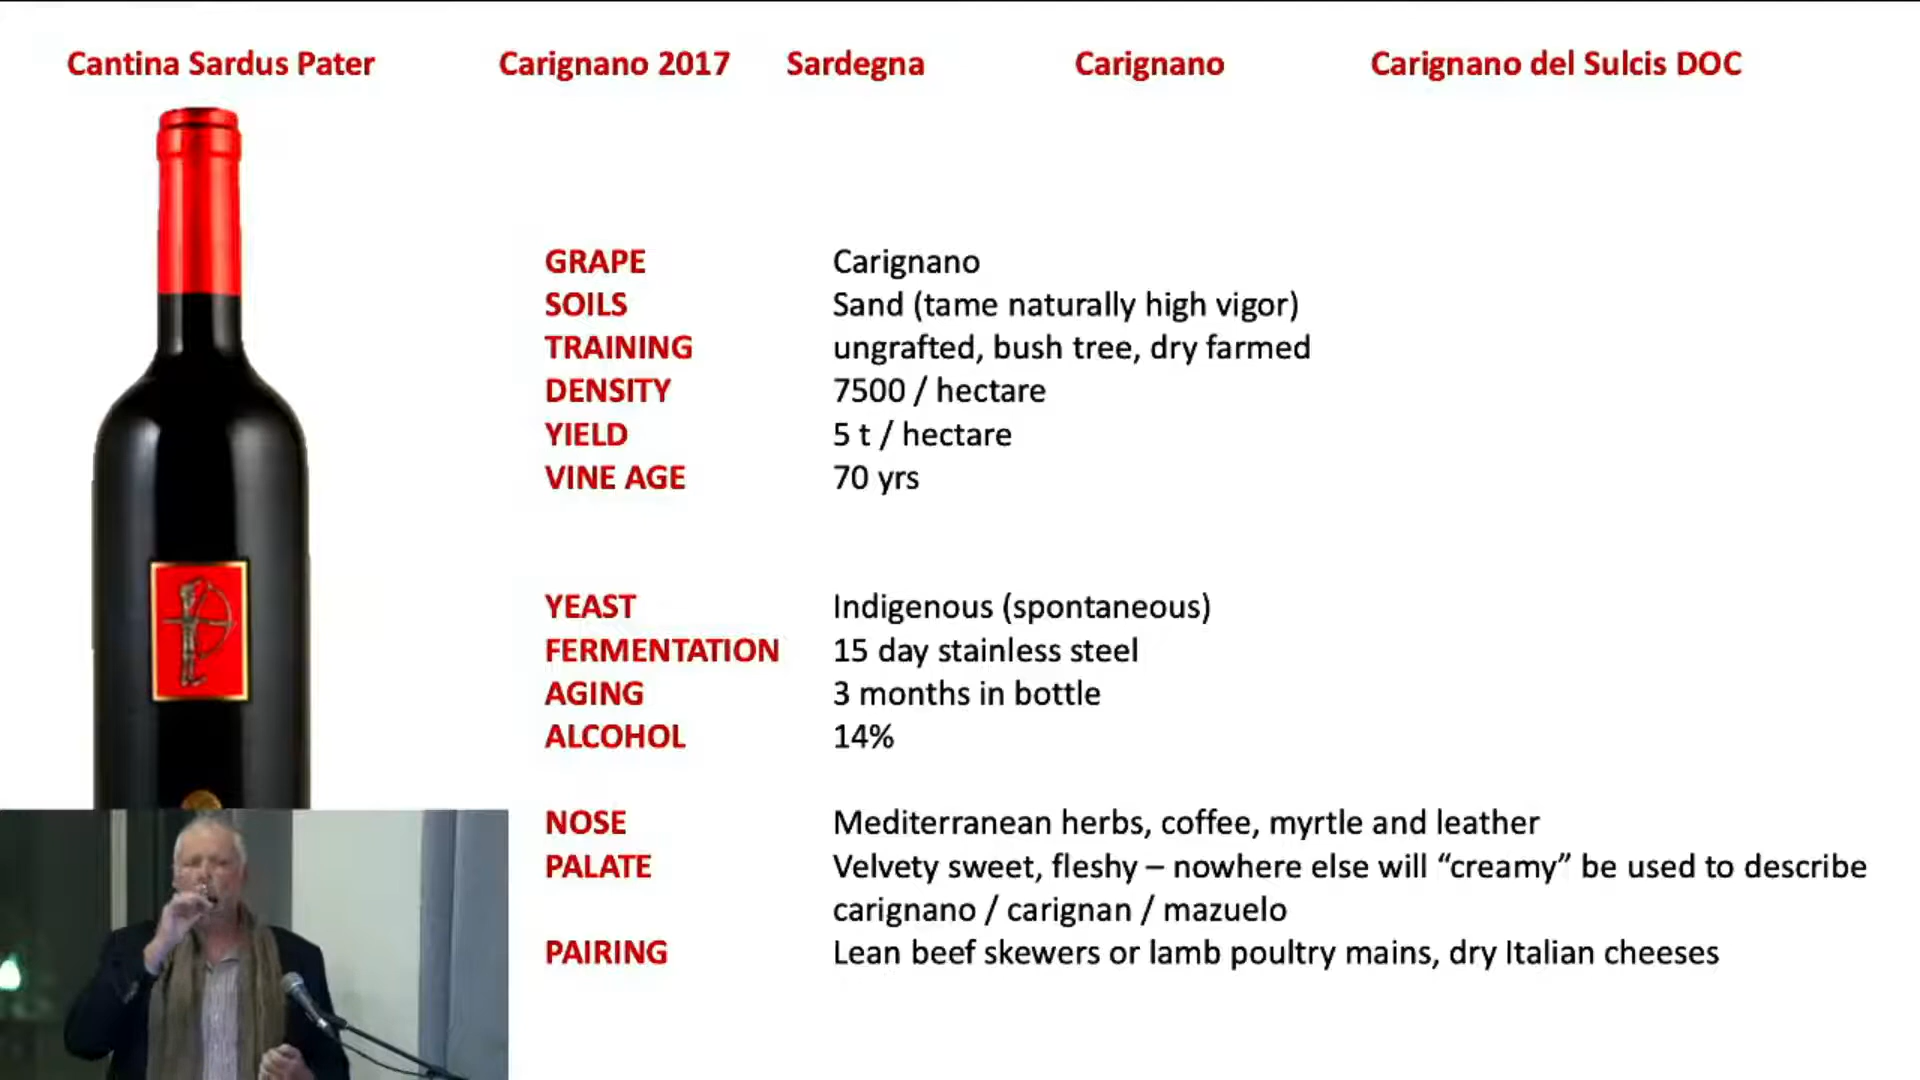 Cantina Sardus Pater Carignano 2017 Sardegna Carignano Carignano del Sulcis DOC
GRAPE Carignano
SOILS Sand (tame naturally high vigor)
TRAINING ungrafted, bush tree, dry farmed
DENSITY 7500 / hectare
YIELD 5 t / hectare
VINE AGE 70 yrs
YEAST Indigenous (spontaneous)
FERMENTATION 15 day stainless steel
AGING 3 months in bottle
ALCOHOL 14%
NOSE Mediterranean herbs, coffee, myrtle and leather
PALATE Velvety sweet, fleshy – nowhere else will “creamy” be used to describe
carignano / carignan / mazuelo
PAIRING Lean beef skewers or lamb poultry mains, dry Italian cheeses